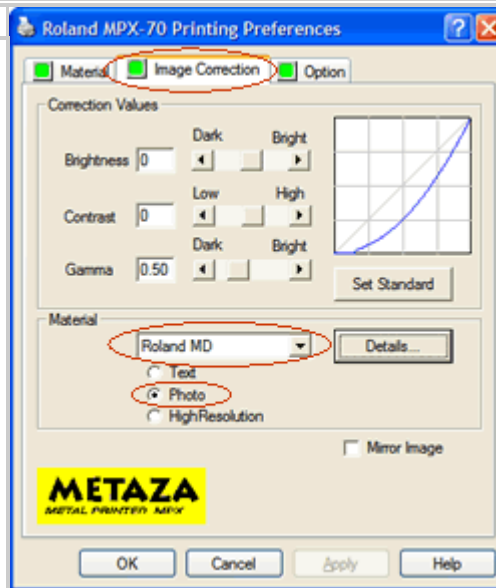 Roland MPX-70 Printing Preferences
Material Image Correction Option
Correction Values
Dark Bright
Brightness 0
Low High
Contrast 0
Dark Bright
Gamma 0.50
Set Standard
Material
Roland MD Details...
Text
Photo
HighResolution
Mirror Image
METAZA
METAL PRINTED MPX
OK Cancel Apply Help